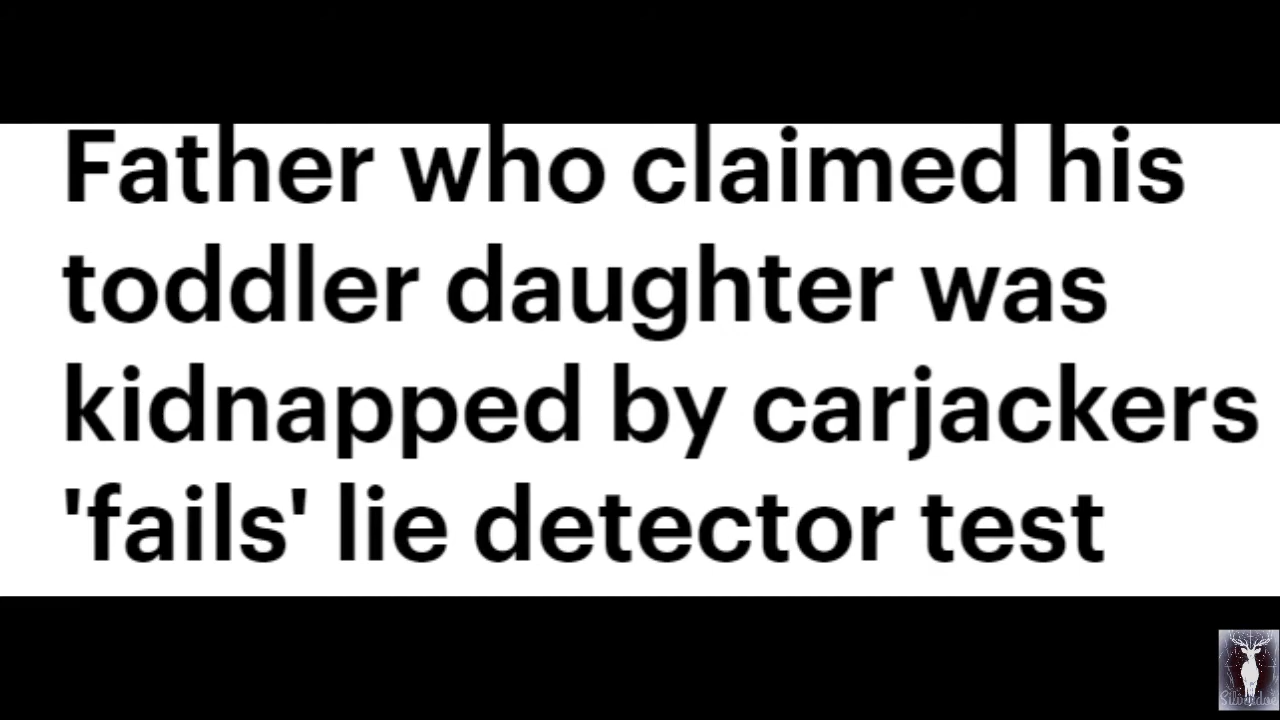 Father who claimed his
toddler daughter was
kidnapped by carjackers
'fails' lie detector test